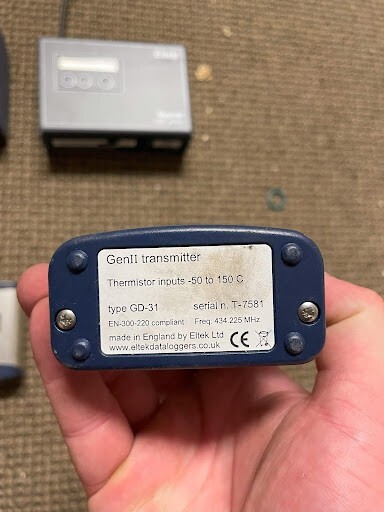 GenII transmitter
Thermistor inputs -50 to 150 C
type GD-31 serial n. T-7581
EN-300-220 compliant Freq: 434.225 MHz
made in England by Eltek Ltd
www.eltekdataloggers.co.uk
CE